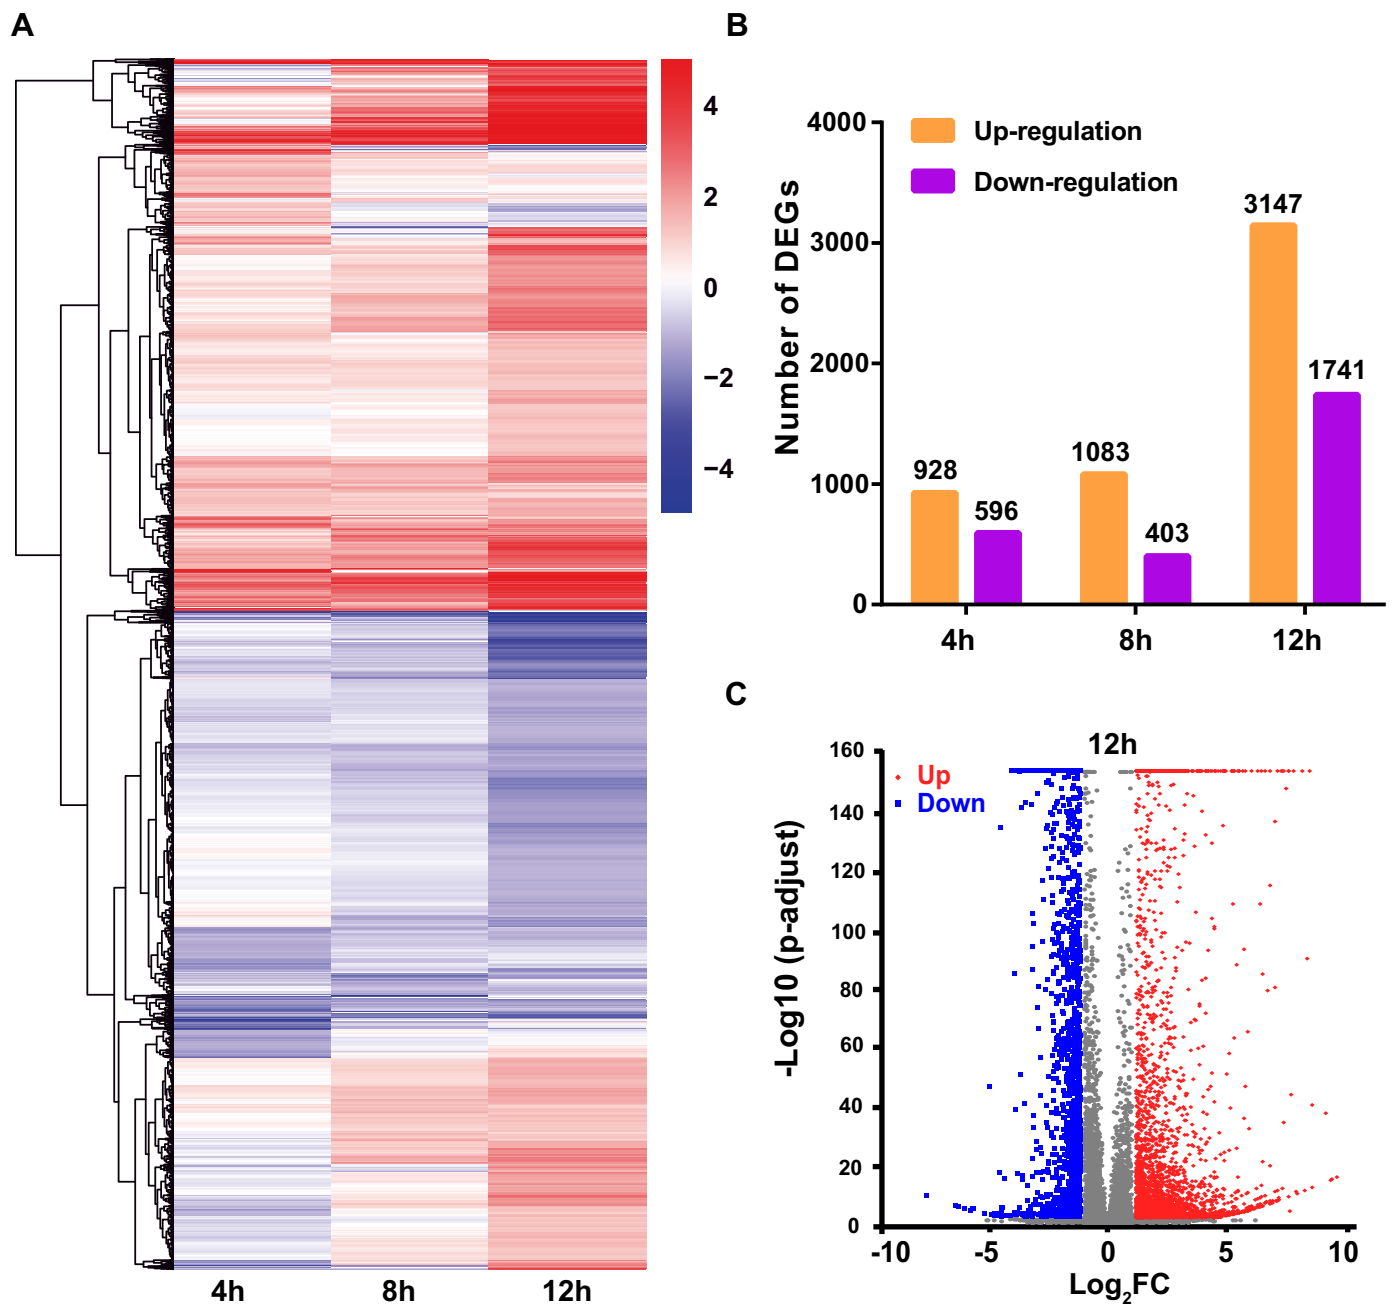 A
4
2
0
−2
−4
4h
8h
12h
B
Number of DEGs
4000
3000
2000
1000
0
Up-regulation
Down-regulation
928
596
1083
403
3147
1741
4h
8h
12h
C
12h
-Log10 (p-adjust)
160
140
120
100
80
60
40
20
0
Up
Down
-10
-5
0
5
10
Log₂FC